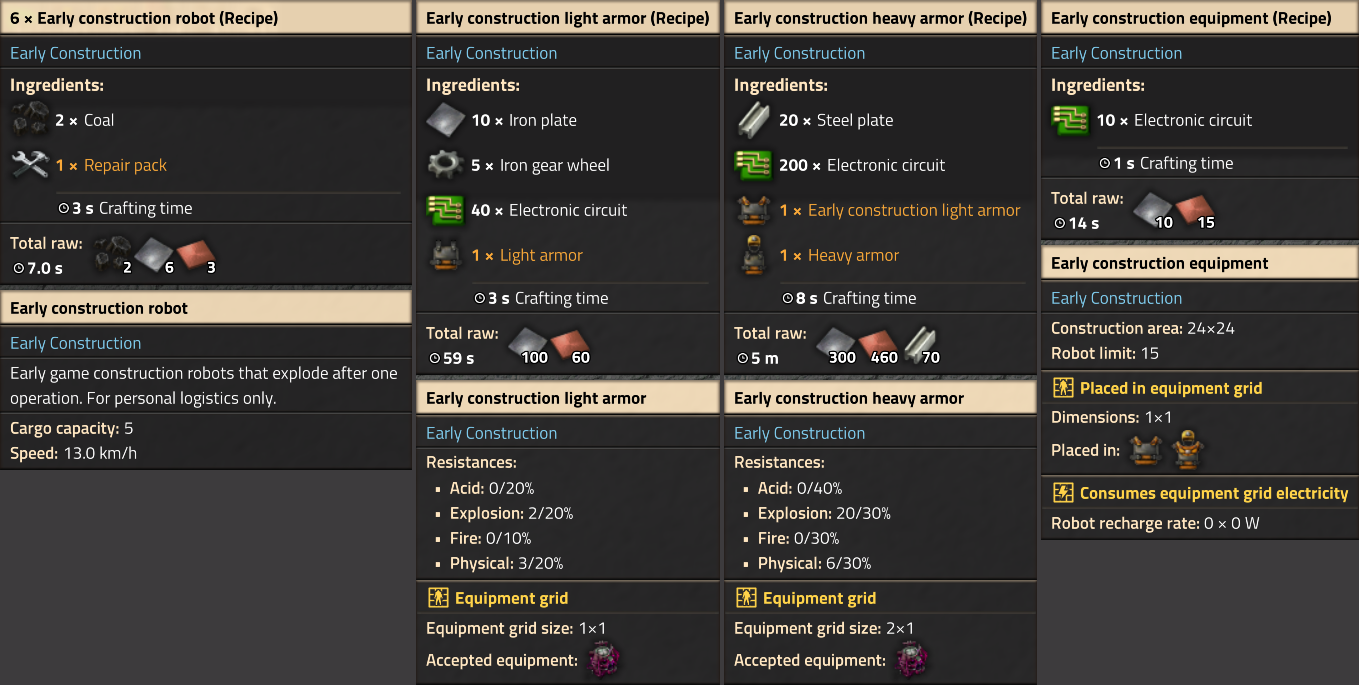 6 × Early construction robot (Recipe)
Early Construction
Ingredients:
2 × Coal
1 × Repair pack
3 s Crafting time
Total raw:
7.0 s
2
6
3
Early construction robot
Early Construction
Early game construction robots that explode after one
operation. For personal logistics only.
Cargo capacity: 5
Speed: 13.0 km/h
Early construction light armor (Recipe)
Early Construction
Ingredients:
10 × Iron plate
5 × Iron gear wheel
40 × Electronic circuit
1 × Light armor
3 s Crafting time
Total raw:
59 s
100
60
Early construction light armor
Early Construction
Resistances:
▪ Acid: 0/20%
▪ Explosion: 2/20%
▪ Fire: 0/10%
▪ Physical: 3/20%
Equipment grid
Equipment grid size: 1×1
Accepted equipment:
Early construction heavy armor (Recipe)
Early Construction
Ingredients:
20 × Steel plate
200 × Electronic circuit
1 × Early construction light armor
1 × Heavy armor
8 s Crafting time
Total raw:
5 m
300
460
70
Early construction heavy armor
Early Construction
Resistances:
▪ Acid: 0/40%
▪ Explosion: 20/30%
▪ Fire: 0/30%
▪ Physical: 6/30%
Equipment grid
Equipment grid size: 2×1
Accepted equipment:
Early construction equipment (Recipe)
Early Construction
Ingredients:
10 × Electronic circuit
1 s Crafting time
Total raw:
14 s
10
15
Early construction equipment
Early Construction
Construction area: 24×24
Robot limit: 15
Placed in equipment grid
Dimensions: 1×1
Placed in:
Consumes equipment grid electricity
Robot recharge rate: 0 × 0 W